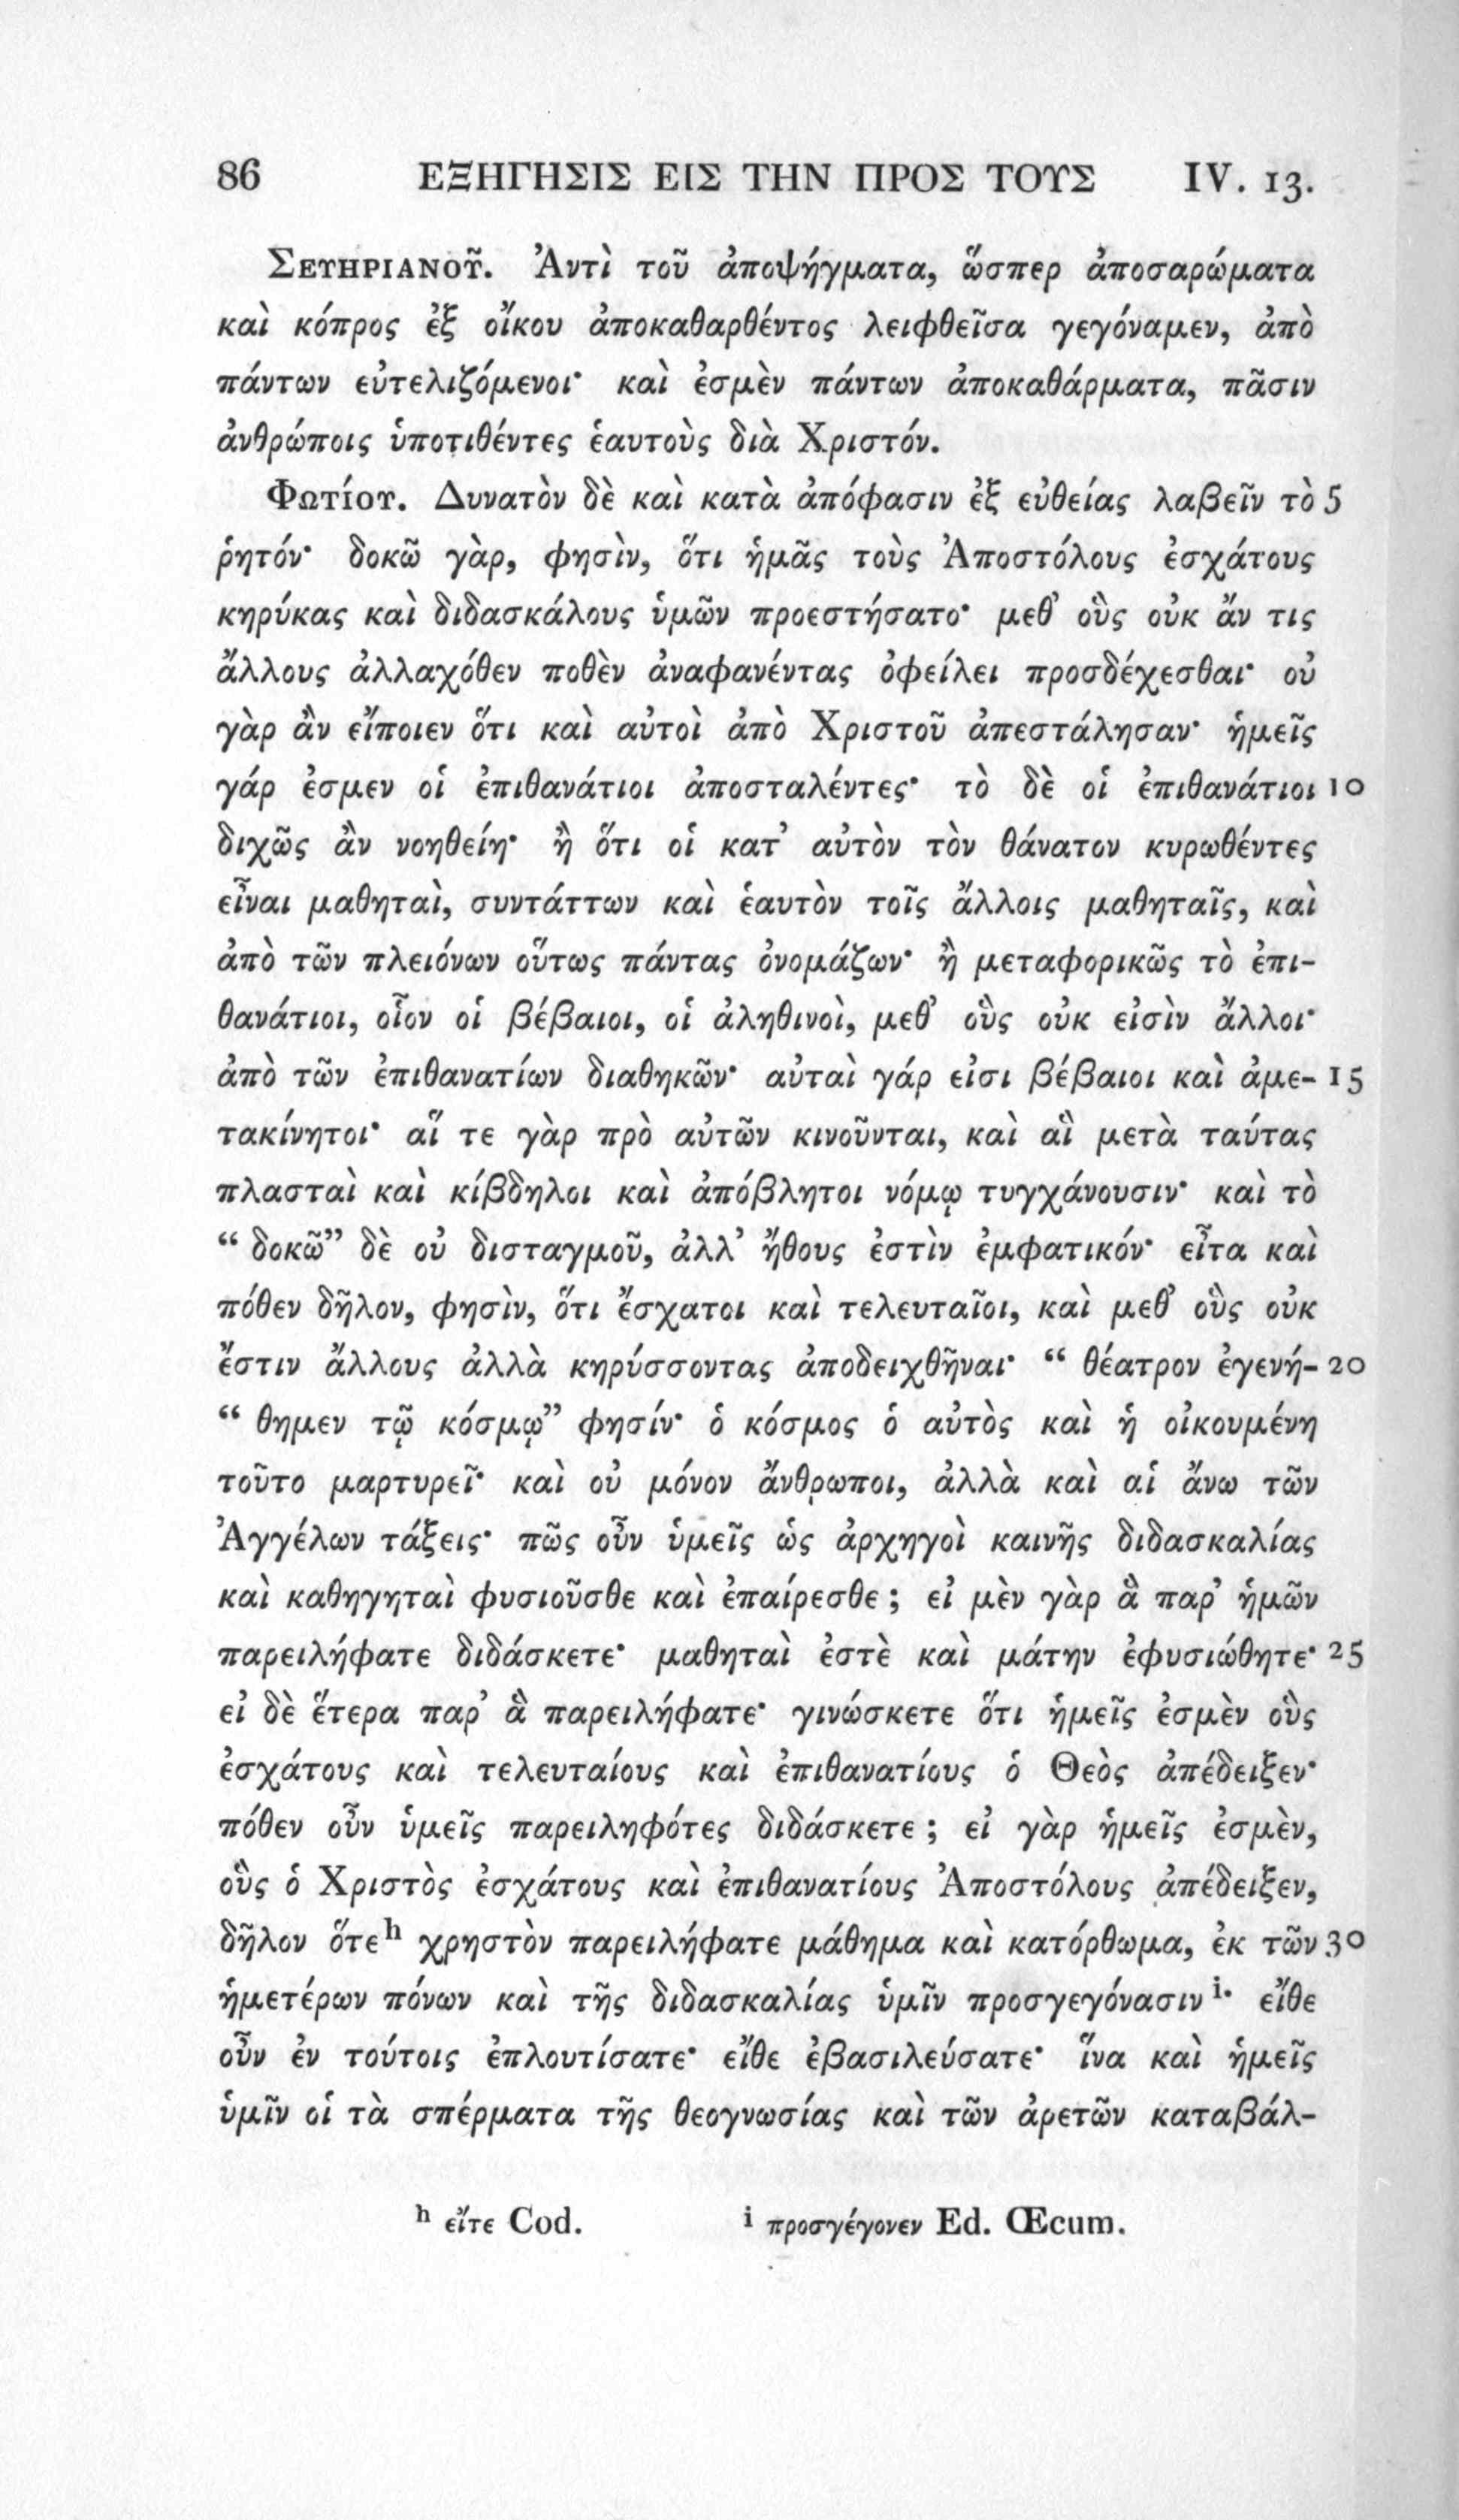 86 ΕΞΗΓΗΣΙΣ ΕΙΣ ΤΗΝ ΠΡΟΣ ΤΟΥΣ IV. 13.
ΣΕΥΗΡΙΑΝΟΥ͂. Ἀντὶ τοῦ ἀποψήγματα, ὥσπερ ἀποσαρώματα
καὶ κόπρος ἐξ οἴκου ἀποκαθαρθέντος λειφθεῖσα γεγόναμεν, ἀπὸ
πάντων εὐτελιζόμενοι· καὶ ἐσμὲν πάντων ἀποκαθάρματα, πᾶσιν
ἀνθρώποις ὑποτιθέντες ἑαυτοὺς διὰ Χριστόν.
ΦΩΤΊΟΥ. Δυνατὸν δὲ καὶ κατὰ ἀπόφασιν ἐξ εὐθείας λαβεῖν τὸ 5
ῥητόν· δοκῶ γὰρ, φησὶν, ὅτι ἡμᾶς τοὺς Ἀποστόλους ἐσχάτους
κηρύκας καὶ διδασκάλους ὑμῶν προεστήσατο· μεθ’ οὓς οὐκ ἄν τις
ἄλλους ἀλλαχόθεν ποθὲν ἀναφανέντας ὀφείλει προσδέχεσθαι· οὐ
γὰρ ἂν εἴποιεν ὅτι καὶ αὐτοὶ ἀπὸ Χριστοῦ ἀπεστάλησαν· ἡμεῖς
γάρ ἐσμεν οἱ ἐπιθανάτιοι ἀποσταλέντες· τὸ δὲ οἱ ἐπιθανάτιοι 10
διχῶς ἂν νοηθείη· ἢ ὅτι οἱ κατ’ αὐτὸν τὸν θάνατον κυρωθέντες
εἶναι μαθηταὶ, συντάττων καὶ ἑαυτὸν τοῖς ἄλλοις μαθηταῖς, καὶ
ἀπὸ τῶν πλειόνων οὕτως πάντας ὀνομάζων· ἢ μεταφορικῶς τὸ ἐπι-
θανάτιοι, οἷον οἱ βέβαιοι, οἱ ἀληθινοὶ, μεθ’ οὓς οὐκ εἰσὶν ἄλλοι·
ἀπὸ τῶν ἐπιθανατίων διαθηκῶν· αὐταὶ γάρ εἰσι βέβαιοι καὶ ἀμε- 15
τακίνητοι· αἵ τε γὰρ πρὸ αὐτῶν κινοῦνται, καὶ αἳ μετὰ ταύτας
πλασταὶ καὶ κίβδηλοι καὶ ἀπόβλητοι νόμῳ τυγχάνουσιν· καὶ τὸ
“ δοκῶ” δὲ οὐ δισταγμοῦ, ἀλλ’ ἤθους ἐστὶν ἐμφατικόν· εἶτα καὶ
πόθεν δῆλον, φησὶν, ὅτι ἔσχατοι καὶ τελευταῖοι, καὶ μεθ’ οὓς οὐκ
ἔστιν ἄλλους ἀλλὰ κηρύσσοντας ἀποδειχθῆναι· “ θέατρον ἐγενή- 20
“ θημεν τῷ κόσμῳ” φησίν· ὁ κόσμος ὁ αὐτὸς καὶ ἡ οἰκουμένη
τοῦτο μαρτυρεῖ· καὶ οὐ μόνον ἄνθρωποι, ἀλλὰ καὶ αἱ ἄνω τῶν
Ἀγγέλων τάξεις· πῶς οὖν ὑμεῖς ὡς ἀρχηγοὶ καινῆς διδασκαλίας
καὶ καθηγηταὶ φυσιοῦσθε καὶ ἐπαίρεσθε ; εἰ μὲν γὰρ ἃ παρ’ ἡμῶν
παρειλήφατε διδάσκετε· μαθηταὶ ἐστὲ καὶ μάτην ἐφυσιώθητε· 25
εἰ δὲ ἕτερα παρ’ ἃ παρειλήφατε· γινώσκετε ὅτι ἡμεῖς ἐσμὲν οὓς
ἐσχάτους καὶ τελευταίους καὶ ἐπιθανατίους ὁ Θεὸς ἀπέδειξεν·
πόθεν οὖν ὑμεῖς παρειληφότες διδάσκετε ; εἰ γὰρ ἡμεῖς ἐσμὲν,
οὓς ὁ Χριστὸς ἐσχάτους καὶ ἐπιθανατίους Ἀποστόλους ἀπέδειξεν,
δῆλον ὅτε h χρηστὸν παρειλήφατε μάθημα καὶ κατόρθωμα, ἐκ τῶν 30
ἡμετέρων πόνων καὶ τῆς διδασκαλίας ὑμῖν προσγεγόνασιν i· εἴθε
οὖν ἐν τούτοις ἐπλουτίσατε· εἴθε ἐβασιλεύσατε· ἵνα καὶ ἡμεῖς
ὑμῖν οἱ τὰ σπέρματα τῆς θεογνωσίας καὶ τῶν ἀρετῶν καταβάλ-
h εἴτε Cod. i προσγέγονεν Ed. Œcum.